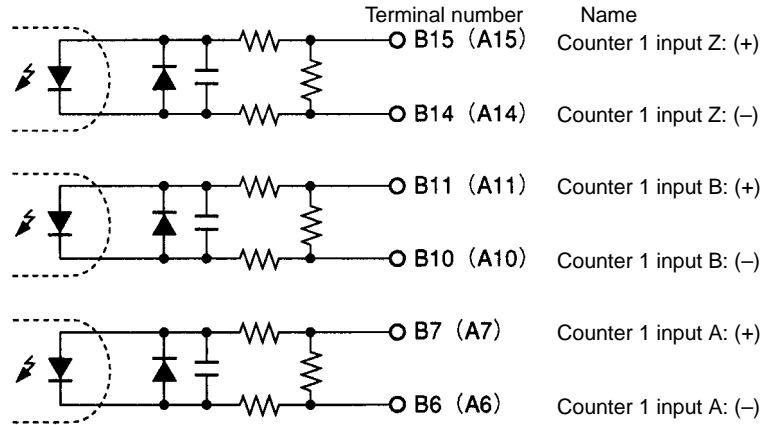 Terminal number Name
B15 (A15) Counter 1 input Z: (+)
B14 (A14) Counter 1 input Z: (–)
B11 (A11) Counter 1 input B: (+)
B10 (A10) Counter 1 input B: (–)
B7 (A7) Counter 1 input A: (+)
B6 (A6) Counter 1 input A: (–)